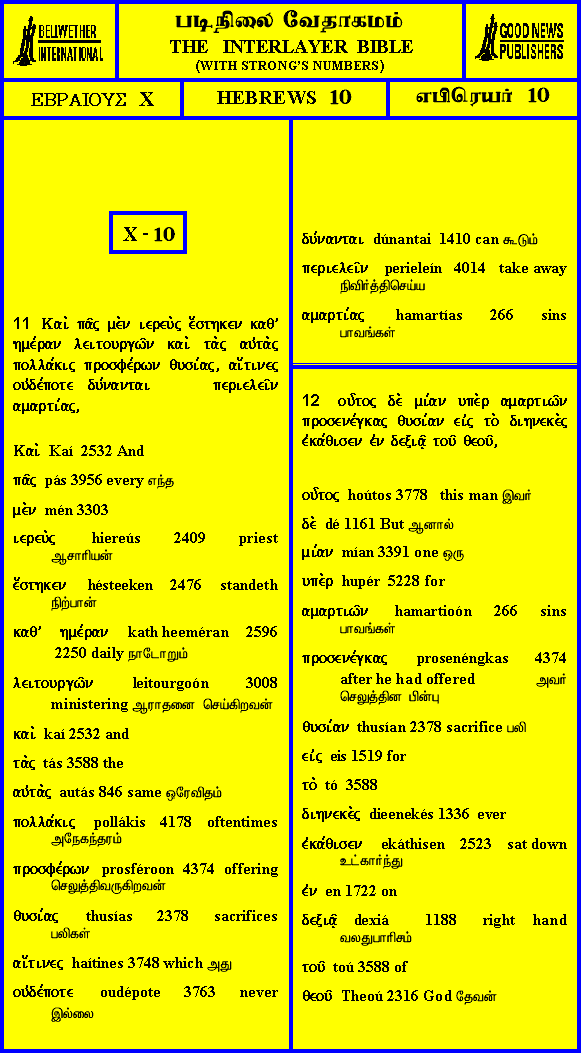 BELLWETHER
INTERNATIONAL
படிநிலை வேதாகமம்
THE INTERLAYER BIBLE
(WITH STRONG'S NUMBERS)
GOOD NEWS
PUBLISHERS
ΕΒΡΑΙΟΥΣ X
HEBREWS 10
எபிரெயர் 10
X - 10
11 Καὶ πᾶς μὲν ιερεὺς ἕστηκεν καθ'
ημέραν λειτουργῶν καὶ τὰς αὐτὰς
πολλάκις προσφέρων θυσίας, αἵτινες
οὐδέποτε δύνανται περιελεῖν
αμαρτίας,
Καὶ Kaí 2532 And
πᾶς pás 3956 every எந்த
μὲν mén 3303
ιερεὺς hiereús 2409 priest
ஆசாரியன்
ἕστηκεν hésteeken 2476 standeth
நிற்பான்
καθ' ημέραν kath heeméran 2596
2250 daily நாடோறும்
λειτουργῶν leitourgoón 3008
ministering ஆராதனை செய்கிறவன்
καὶ kaí 2532 and
τὰς tás 3588 the
αὐτὰς autás 846 same ஒரேவிதம்
πολλάκις pollákis 4178 oftentimes
அநேகந்தரம்
προσφέρων prosféroon 4374 offering
செலுத்திவருகிறவன்
θυσίας thusías 2378 sacrifices
பலிகள்
αἵτινες haítines 3748 which அது
οὐδέποτε oudépote 3763 never
இல்லை
δύνανται dúnantai 1410 can கூடும்
περιελεῖν perieleín 4014 take away
நிவிர்த்திசெய்ய
αμαρτίας hamartías 266 sins
பாவங்கள்
12 οὗτος δὲ μίαν υπὲρ αμαρτιῶν
προσενέγκας θυσίαν εἰς τὸ διηνεκὲς
ἐκάθισεν ἐν δεξιᾷ τοῦ θεοῦ,
οὗτος hoútos 3778 this man இவர்
δὲ dé 1161 But ஆனால்
μίαν mían 3391 one ஒரு
υπὲρ hupér 5228 for
αμαρτιῶν hamartioón 266 sins
பாவங்கள்
προσενέγκας prosenéngkas 4374
after he had offered அவர்
செலுத்தின பின்பு
θυσίαν thusían 2378 sacrifice பலி
εἰς eis 1519 for
τὸ tó 3588
διηνεκὲς dieenekés 1336 ever
ἐκάθισεν ekáthisen 2523 sat down
உட்கார்ந்து
ἐν en 1722 on
δεξιᾷ dexiá 1188 right hand
வலதுபாரிசம்
τοῦ toú 3588 of
θεοῦ Theoú 2316 God தேவன்